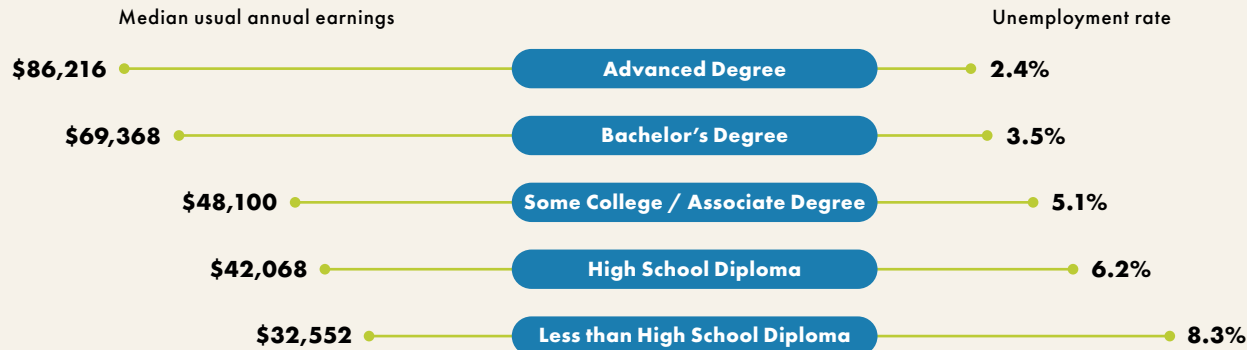 Median usual annual earnings Unemployment rate
$86,216 Advanced Degree 2.4%
$69,368 Bachelor’s Degree 3.5%
$48,100 Some College / Associate Degree 5.1%
$42,068 High School Diploma 6.2%
$32,552 Less than High School Diploma 8.3%